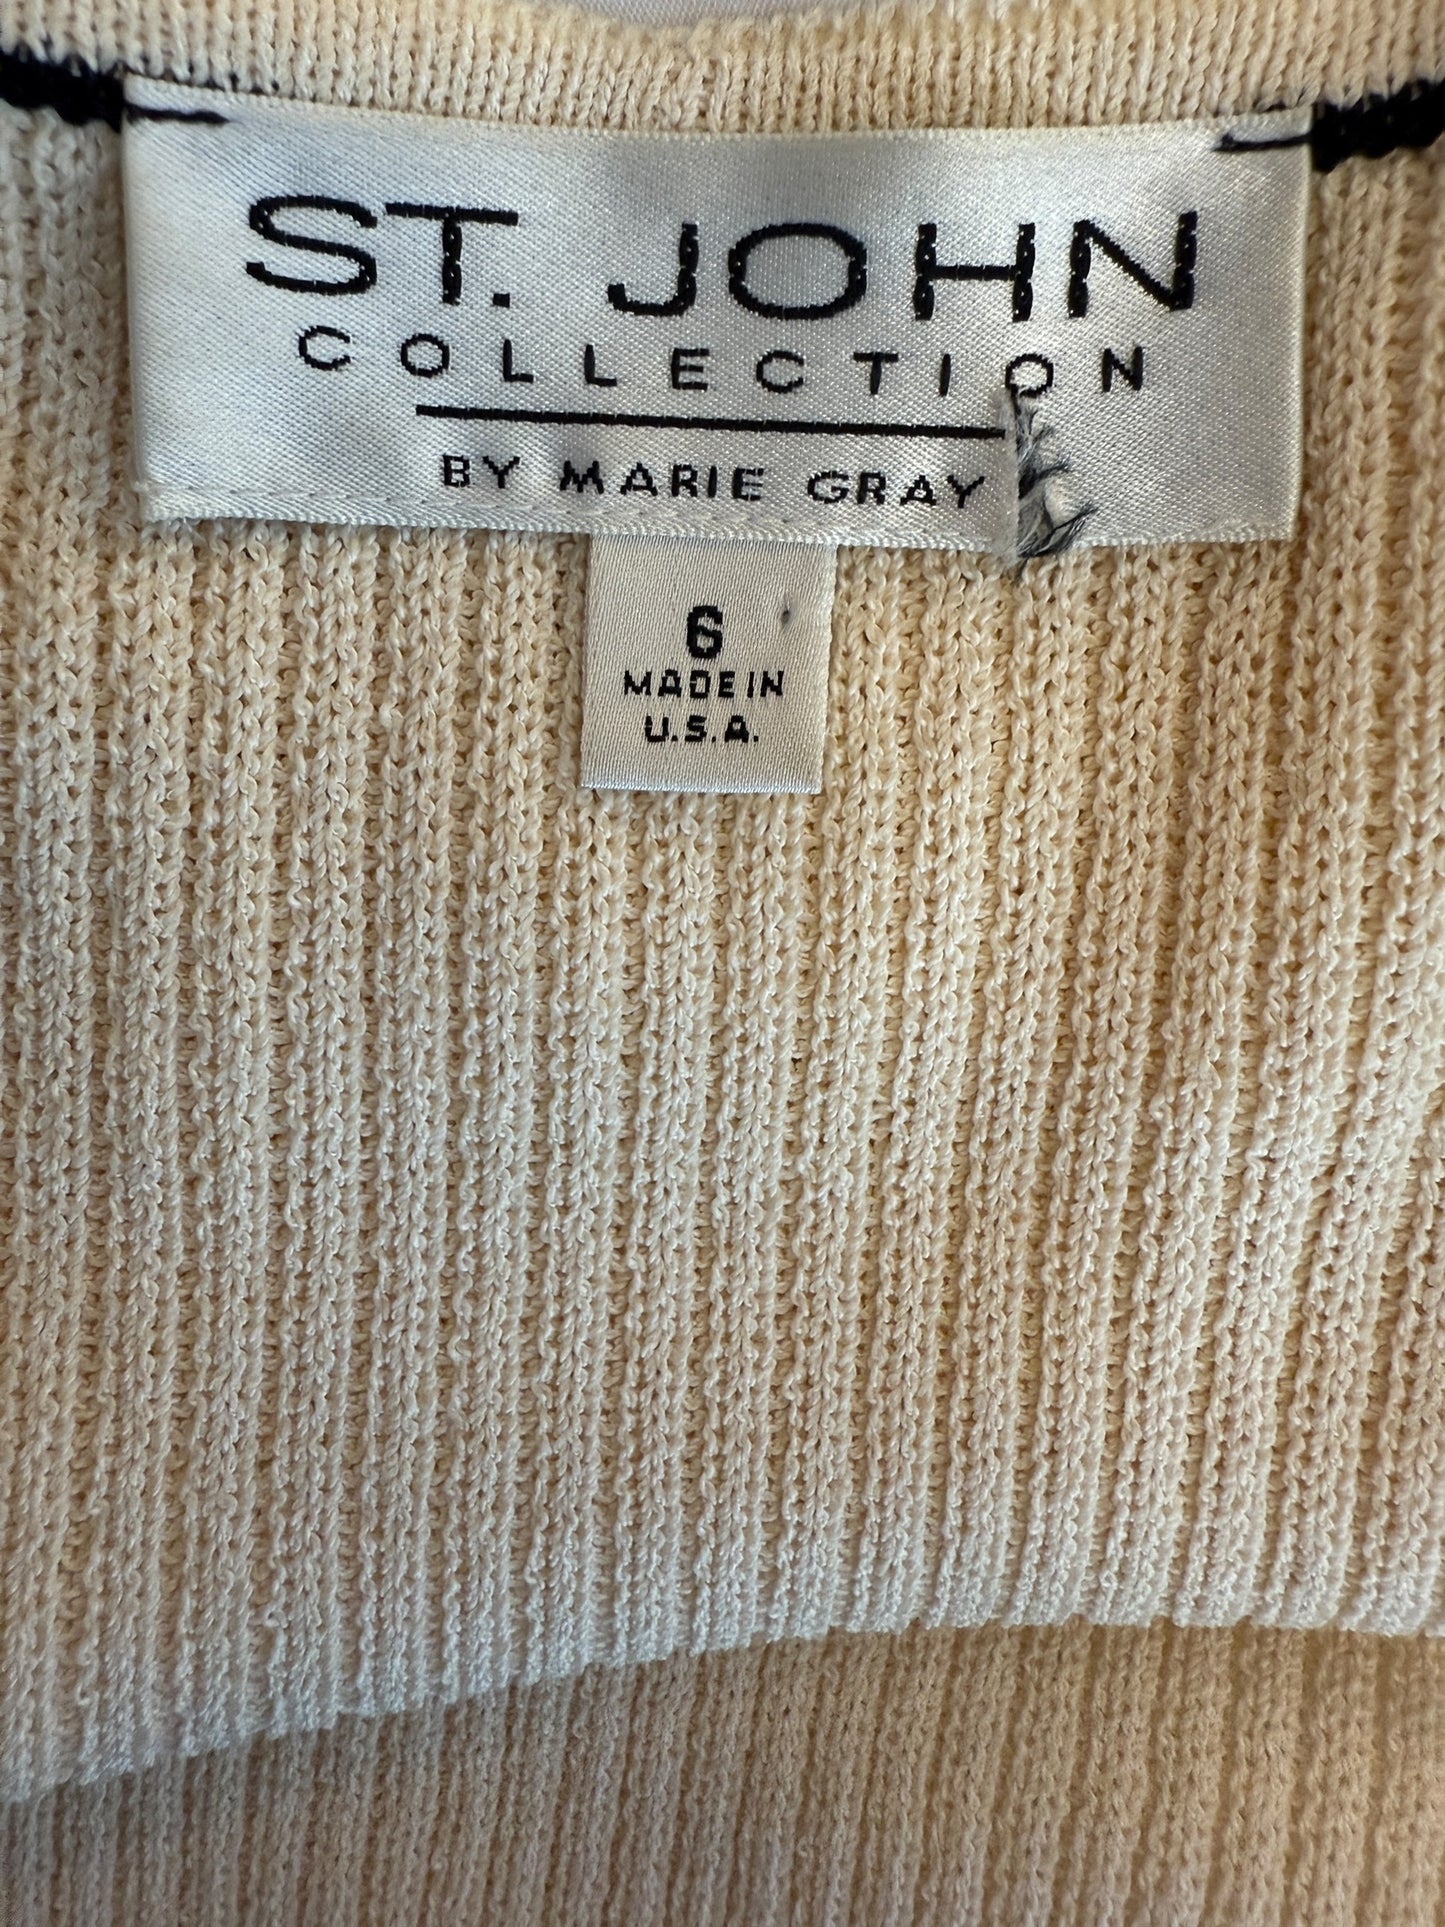 ST. JOHN
COLLECTION
BY MARIE GRAY
6
MADE IN
U.S.A.